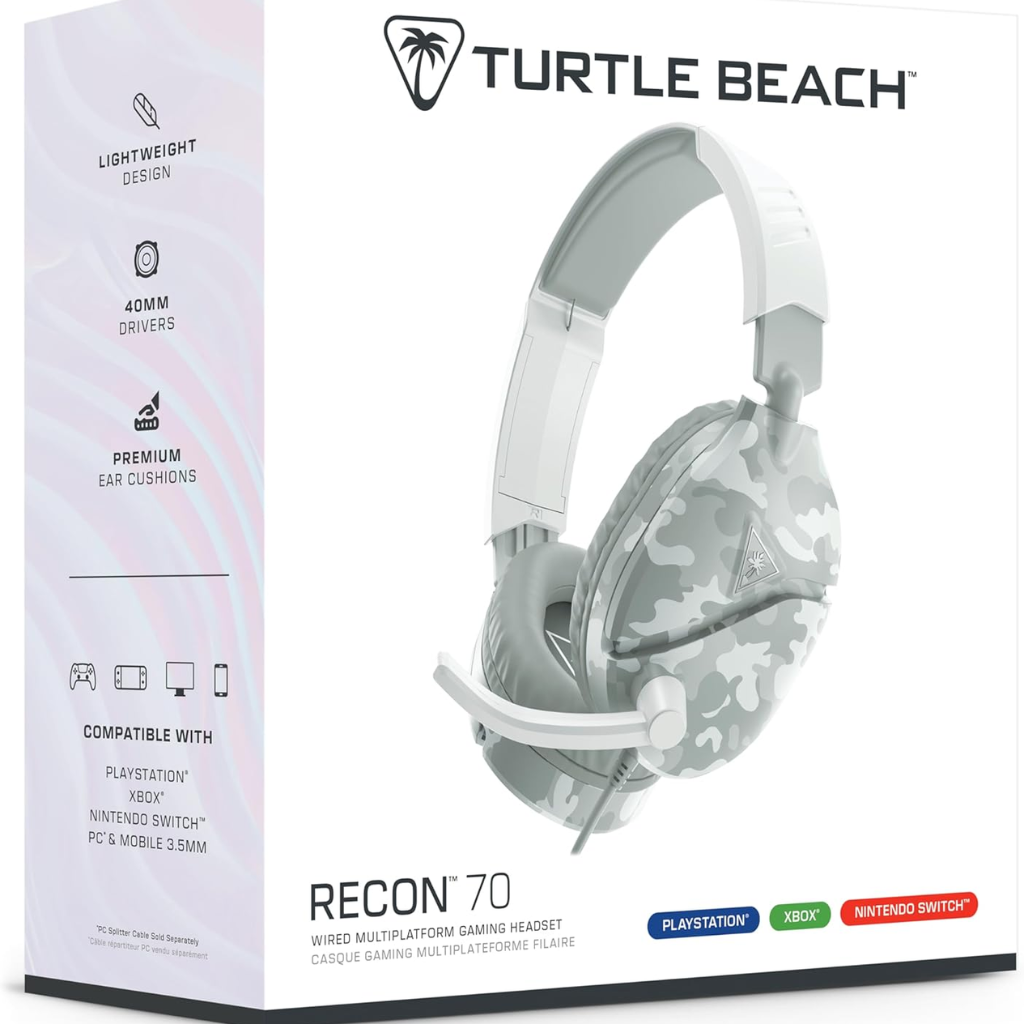 TURTLE BEACH™
LIGHTWEIGHT
DESIGN
40MM
DRIVERS
PREMIUM
EAR CUSHIONS
COMPATIBLE WITH
PLAYSTATION®
XBOX®
NINTENDO SWITCH™
PC* & MOBILE 3.5MM
*PC Splitter Cable Sold Separately
*Câble répartiteur PC vendu séparément
R
RECON™ 70
WIRED MULTIPLATFORM GAMING HEADSET
CASQUE GAMING MULTIPLATEFORME FILAIRE
PLAYSTATION®
XBOX®
NINTENDO SWITCH™